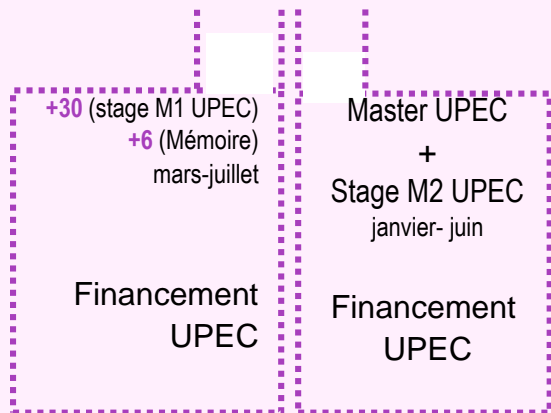 +30 (stage M1 UPEC)
+6 (Mémoire)
mars-juillet
Financement
UPEC
Master UPEC
+
Stage M2 UPEC
janvier- juin
Financement
UPEC